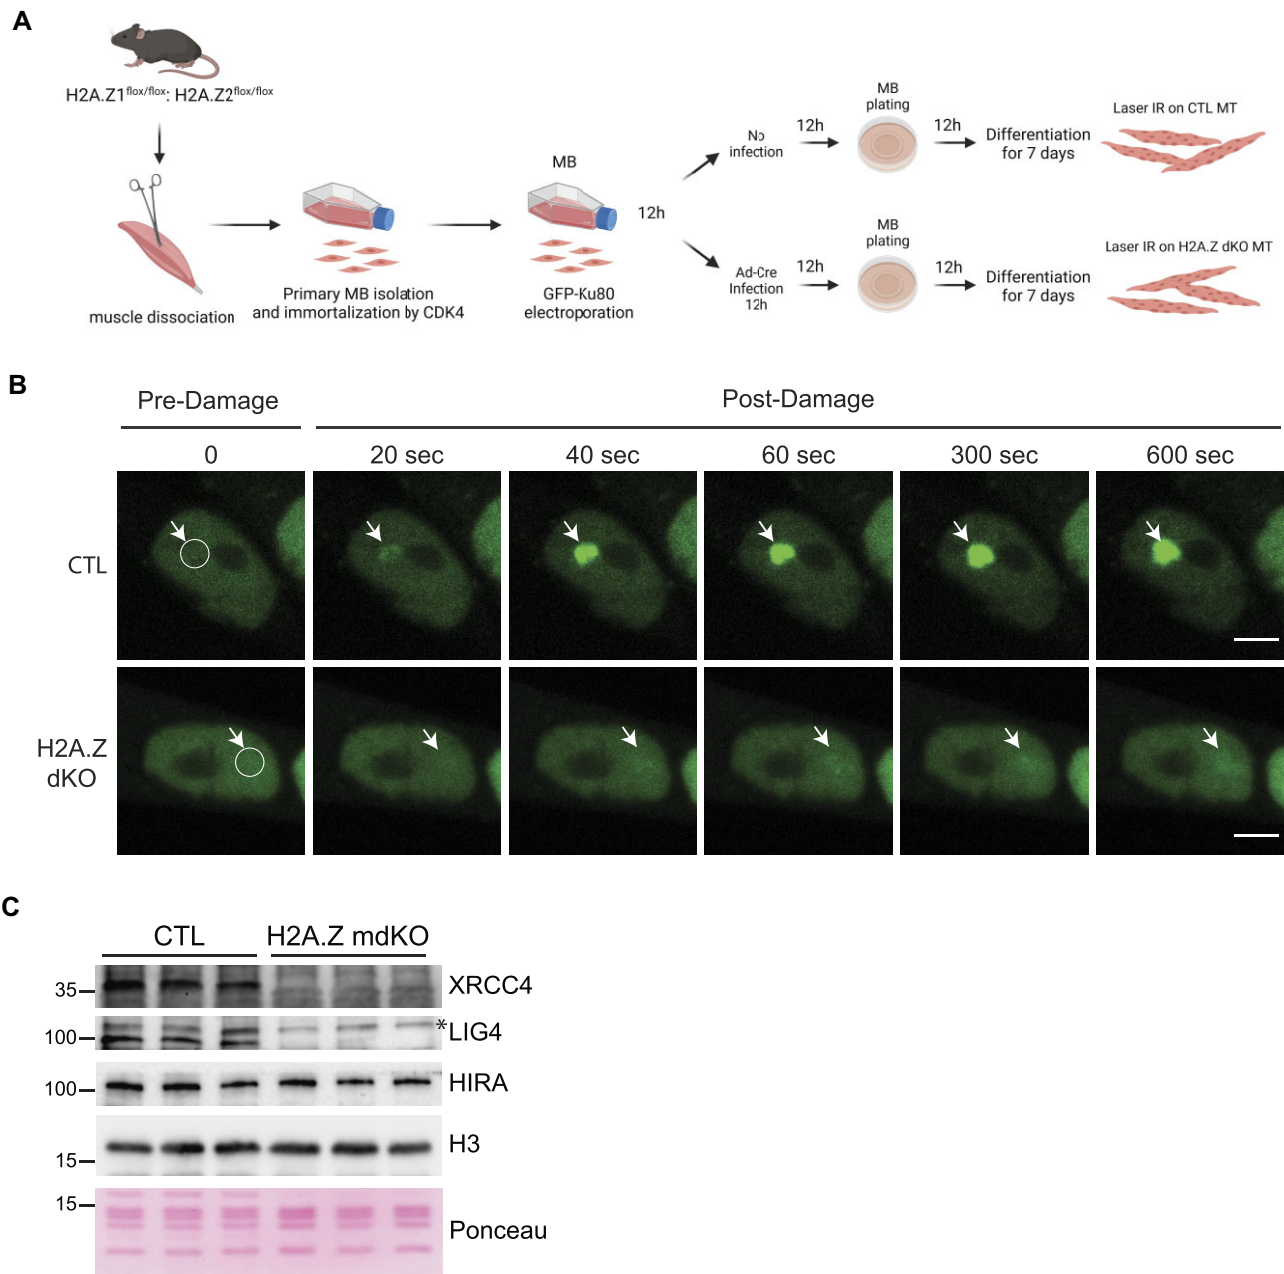 A
H2A.Z1flox/flox: H2A.Z2flox/flox
muscle dissociation
Primary MB isolation
and immortalization by CDK4
MB
GFP-Ku80
electroporation
12h
No
infection
12h
MB
plating
12h
Differentiation
for 7 days
Laser IR on CTL MT
Ad-Cre
Infection
12h
12h
MB
plating
12h
Differentiation
for 7 days
Laser IR on H2A.Z dKO MT
B
Pre-Damage
Post-Damage
0 20 sec 40 sec 60 sec 300 sec 600 sec
CTL
H2A.Z
dKO
C
CTL H2A.Z mdKO
35 XRCC4
100 * LIG4
100 HIRA
15 H3
15 Ponceau